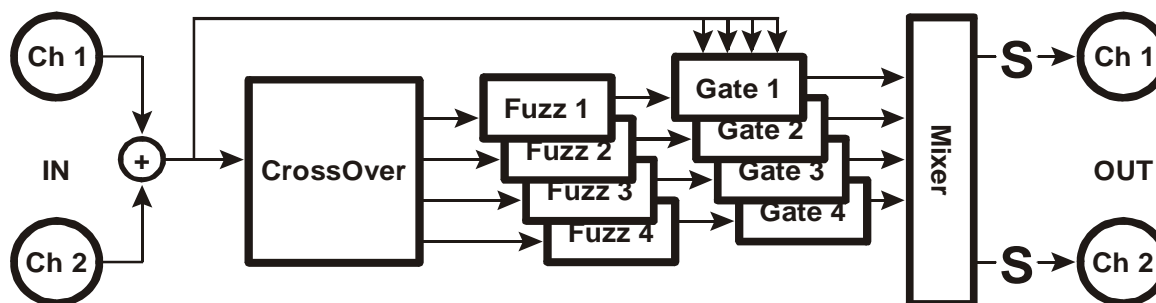 Ch 1
Ch 2
IN
+
CrossOver
Fuzz 1
Fuzz 2
Fuzz 3
Fuzz 4
Gate 1
Gate 2
Gate 3
Gate 4
Mixer
S
S
Ch 1
OUT
Ch 2